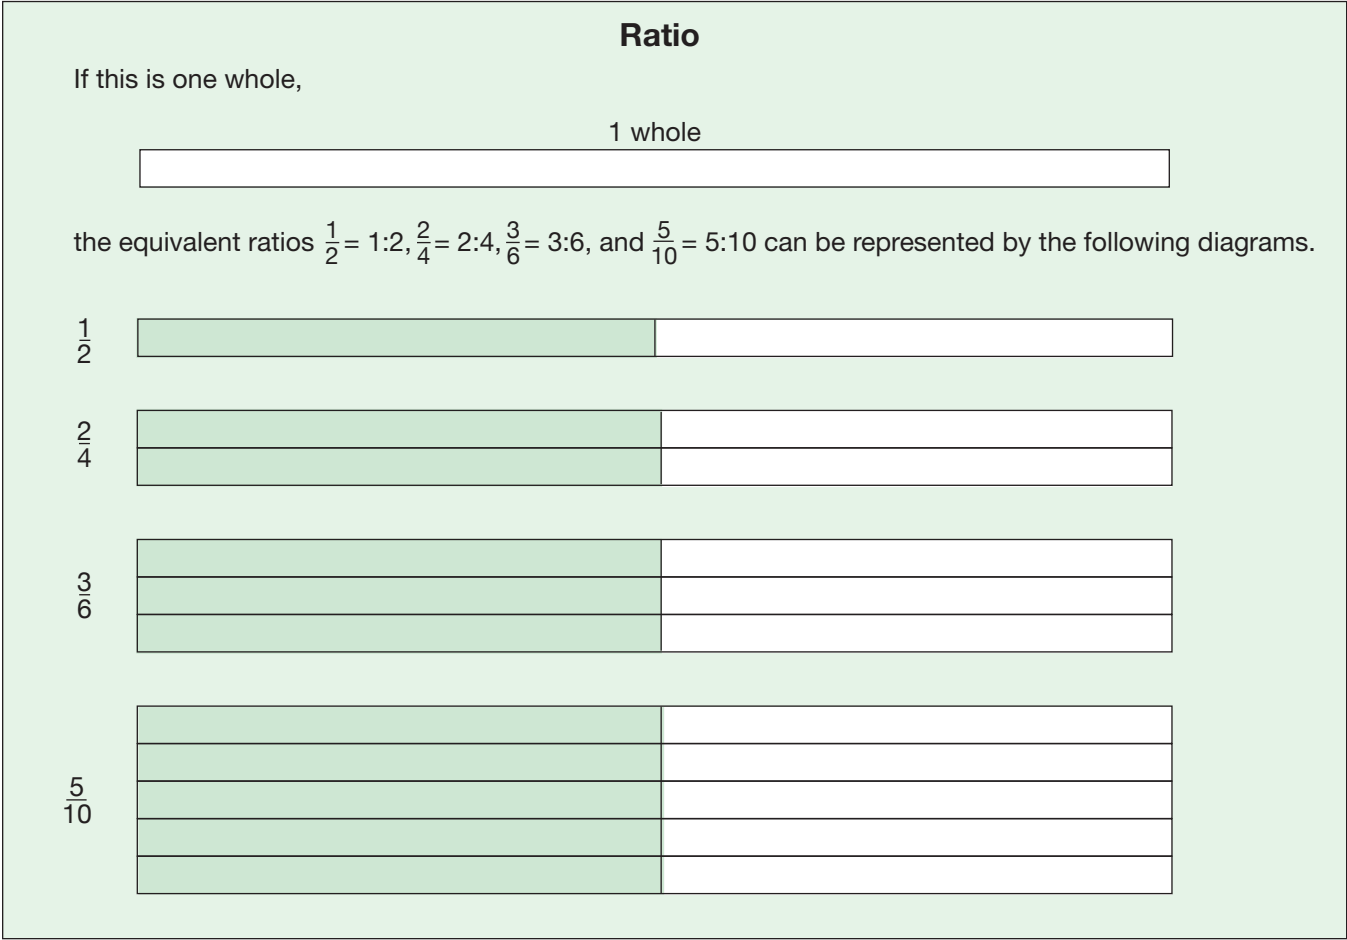 Ratio
If this is one whole,
1 whole
the equivalent ratios 1/2 = 1:2, 2/4 = 2:4, 3/6 = 3:6, and 5/10 = 5:10 can be represented by the following diagrams.
1/2
2/4
3/6
5/10